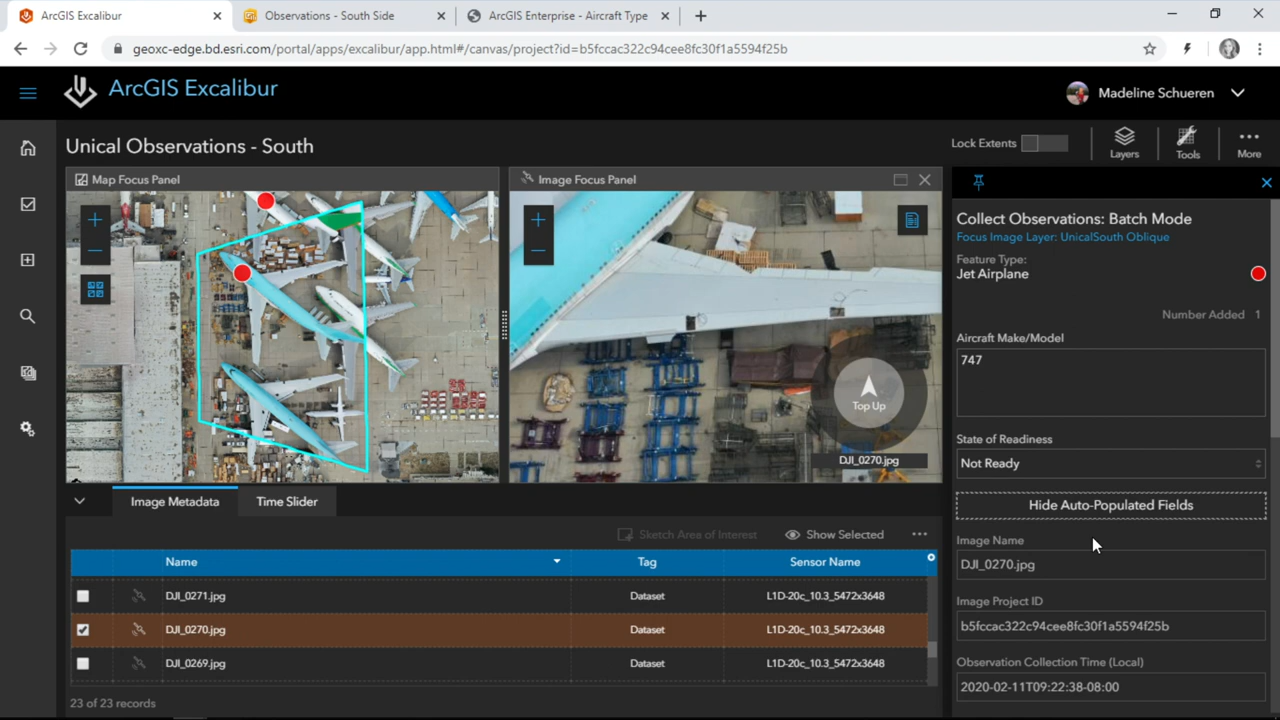 ArcGIS Excalibur
Observations - South Side
ArcGIS Enterprise - Aircraft Type
geoxc-edge.bd.esri.com/portal/apps/excalibur/app.html#/canvas/project?id=b5fccac322c94cee8fc30f1a5594f25b
ArcGIS Excalibur
Madeline Schueren
Unical Observations - South
Lock Extents
Layers
Tools
More
Map Focus Panel
Image Focus Panel
Top Up
DJI_0270.jpg
Collect Observations: Batch Mode
Focus Image Layer: UnicalSouth Oblique
Feature Type:
Jet Airplane
Number Added 1
Aircraft Make/Model
747
State of Readiness
Not Ready
Hide Auto-Populated Fields
Image Name
DJI_0270.jpg
Image Project ID
b5fccac322c94cee8fc30f1a5594f25b
Observation Collection Time (Local)
2020-02-11T09:22:38-08:00
Image Metadata
Time Slider
Sketch Area of Interest
Show Selected
Name Tag Sensor Name
DJI_0271.jpg Dataset L1D-20c_10.3_5472x3648
DJI_0270.jpg Dataset L1D-20c_10.3_5472x3648
DJI_0269.jpg Dataset L1D-20c_10.3_5472x3648
23 of 23 records